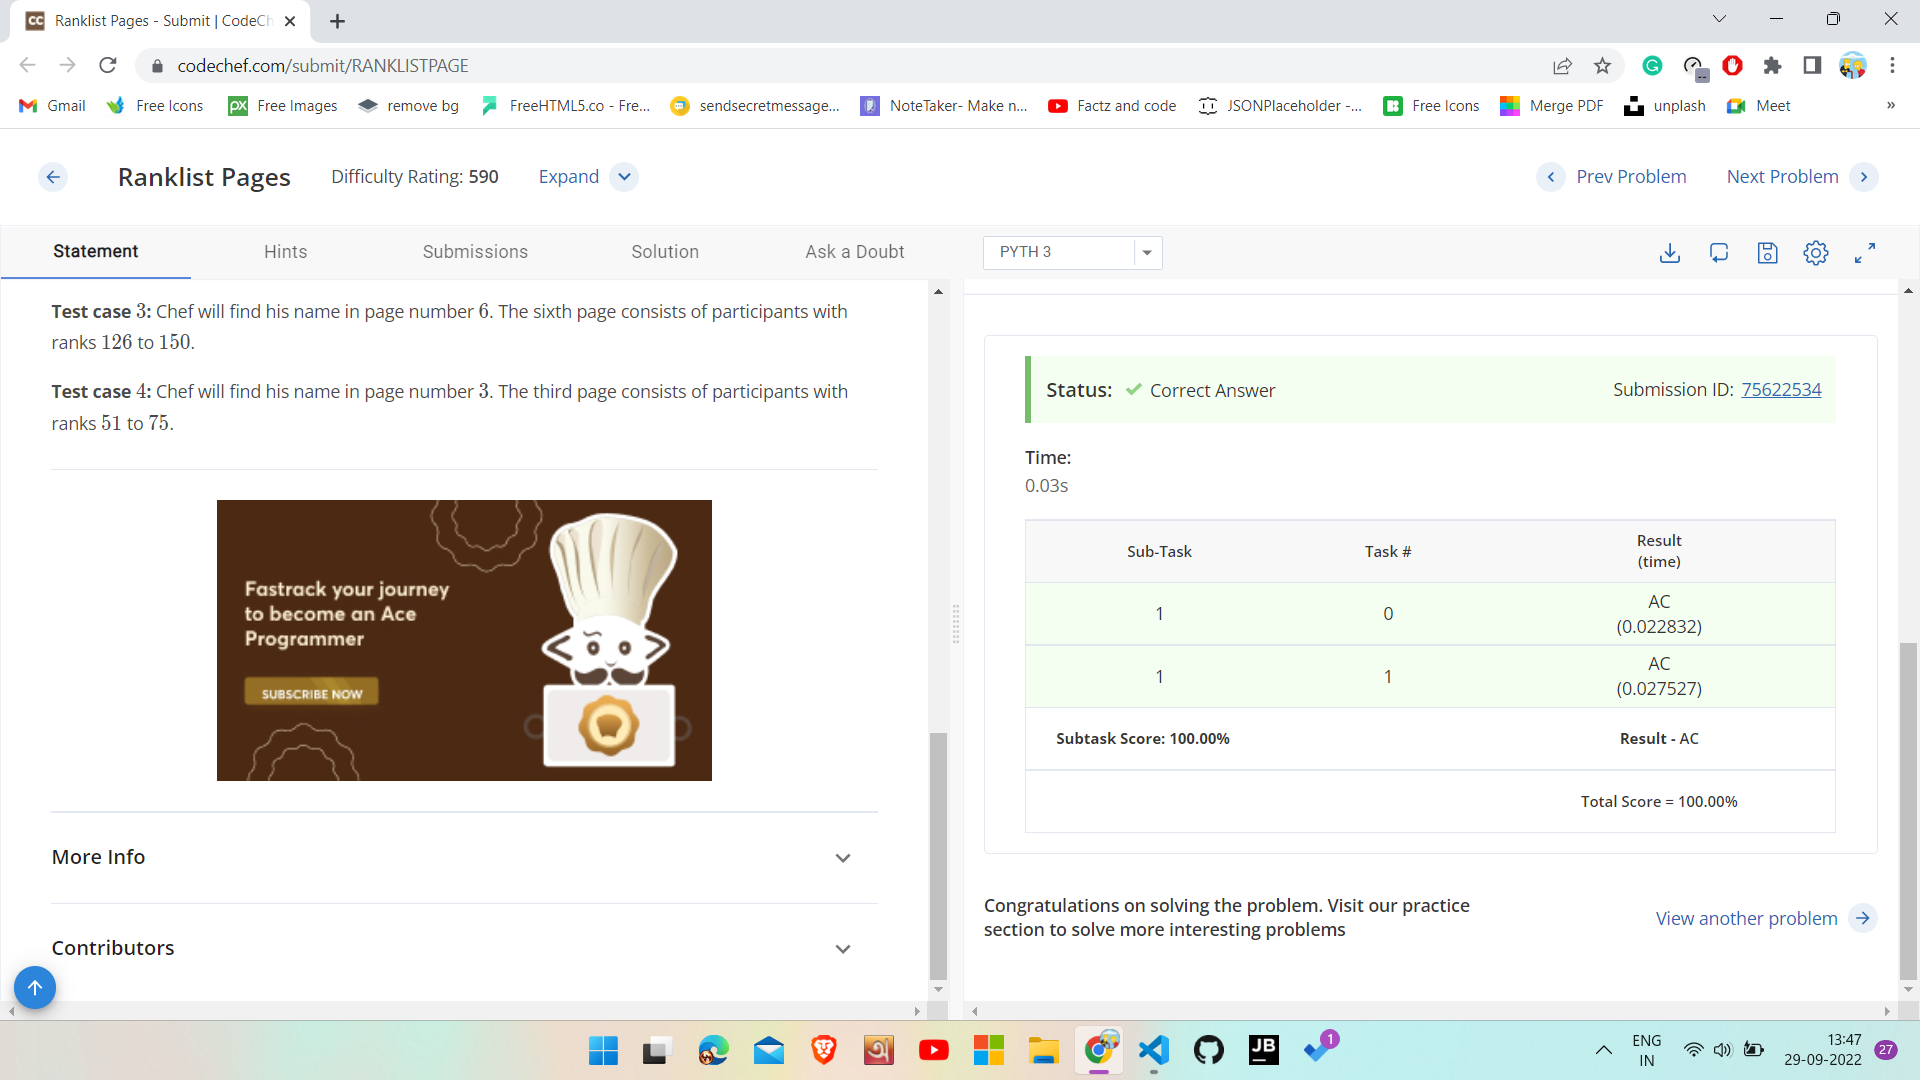 Ranklist Pages - Submit | CodeCh
codechef.com/submit/RANKLISTPAGE
Gmail
Free Icons
Free Images
remove bg
FreeHTML5.co - Fre...
sendsecretmessage...
NoteTaker- Make n...
Factz and code
JSONPlaceholder -...
Free Icons
Merge PDF
unplash
Meet
»
Ranklist Pages
Difficulty Rating: 590
Expand
Prev Problem
Next Problem
Statement
Hints
Submissions
Solution
Ask a Doubt
PYTH 3
Test case 3: Chef will find his name in page number 6. The sixth page consists of participants with
ranks 126 to 150.
Test case 4: Chef will find his name in page number 3. The third page consists of participants with
ranks 51 to 75.
Fastrack your journey
to become an Ace
Programmer
SUBSCRIBE NOW
More Info
Contributors
Status: Correct Answer
Submission ID: 75622534
Time:
0.03s
Sub-Task
Task #
Result
(time)
1
0
AC
(0.022832)
1
1
AC
(0.027527)
Subtask Score: 100.00%
Result - AC
Total Score = 100.00%
Congratulations on solving the problem. Visit our practice
section to solve more interesting problems
View another problem
JB
1
ENG
IN
13:47
29-09-2022
27